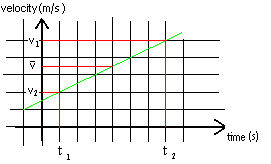 velocity (m/s)
v₁
v̅
v₂
time (s)
t₁
t₂